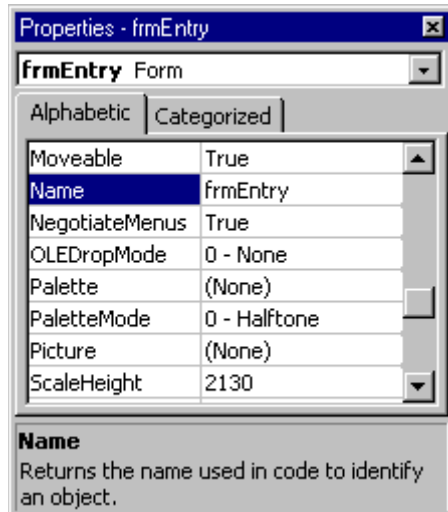 Properties - frmEntry
frmEntry Form
Alphabetic Categorized
Moveable True
Name frmEntry
NegotiateMenus True
OLEDropMode 0 - None
Palette (None)
PaletteMode 0 - Halftone
Picture (None)
ScaleHeight 2130
Name
Returns the name used in code to identify
an object.